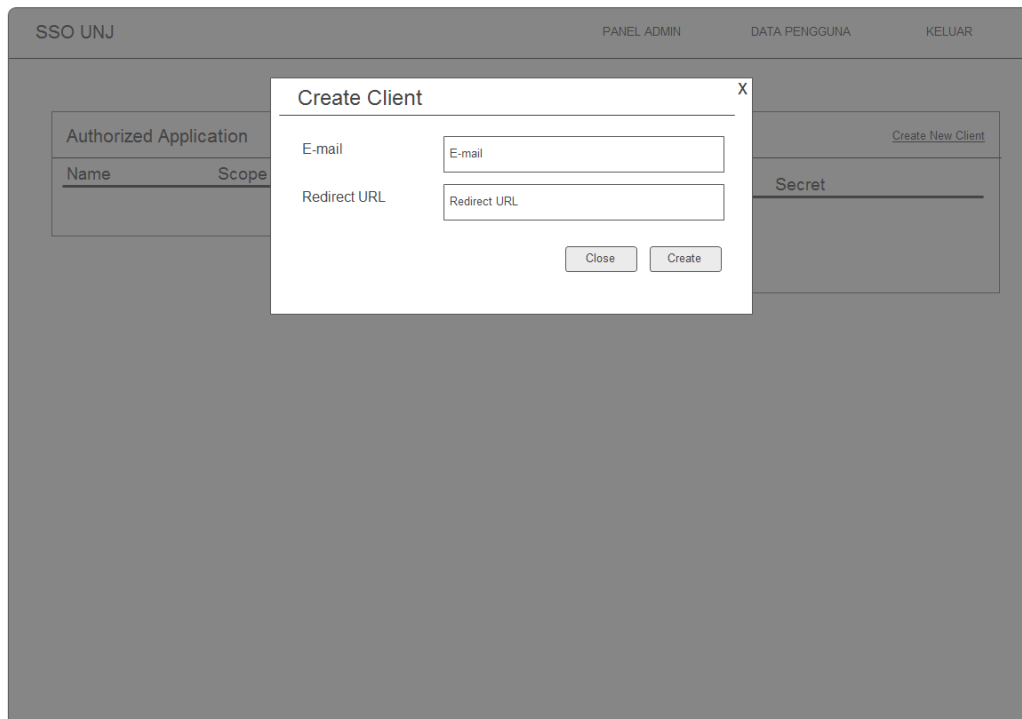 SSO UNJ
PANEL ADMIN
DATA PENGGUNA
KELUAR
Create Client
X
E-mail
E-mail
Redirect URL
Redirect URL
Close
Create
Authorized Application
Name
Scope
Create New Client
Secret